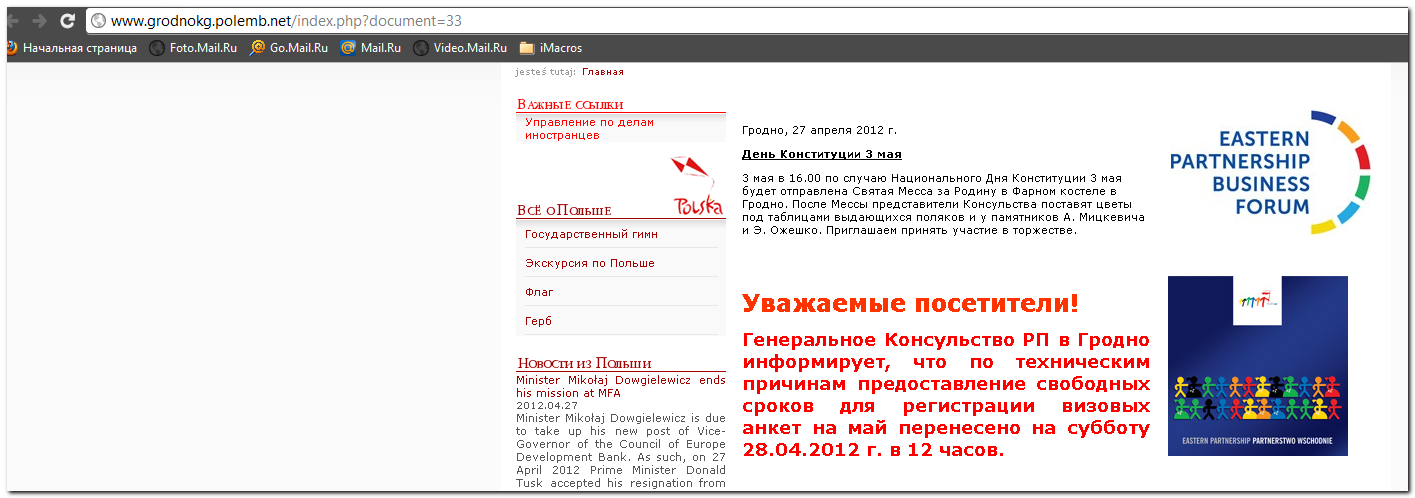 www.grodnokg.polemb.net/index.php?document=33
Начальная страница
Foto.Mail.Ru
Go.Mail.Ru
Mail.Ru
Video.Mail.Ru
iMacros
jesteś tutaj: Главная
Важные ссылки
Управление по делам
иностранцев
Polska
Всё о Польше
Государственный гимн
Экскурсия по Польше
Флаг
Герб
Новости из Польши
Minister Mikołaj Dowgielewicz ends
his mission at MFA
2012.04.27
Minister Mikołaj Dowgielewicz is due
to take up his new post of Vice-
Governor of the Council of Europe
Development Bank. As such, on 27
April 2012 Prime Minister Donald
Tusk accepted his resignation from
Гродно, 27 апреля 2012 г.
День Конституции 3 мая
3 мая в 16.00 по случаю Национального Дня Конституции 3 мая
будет отправлена Святая Месса за Родину в Фарном костеле в
Гродно. После Мессы представители Консульства поставят цветы
под таблицами выдающихся поляков и у памятников А. Мицкевича
и Э. Ожешко. Приглашаем принять участие в торжестве.
Уважаемые посетители!
Генеральное Консульство РП в Гродно
информирует, что по техническим
причинам предоставление свободных
сроков для регистрации визовых
анкет на май перенесено на субботу
28.04.2012 г. в 12 часов.
EASTERN
PARTNERSHIP
BUSINESS
FORUM
EASTERN PARTNERSHIP PARTNERSTWO WSCHODNIE